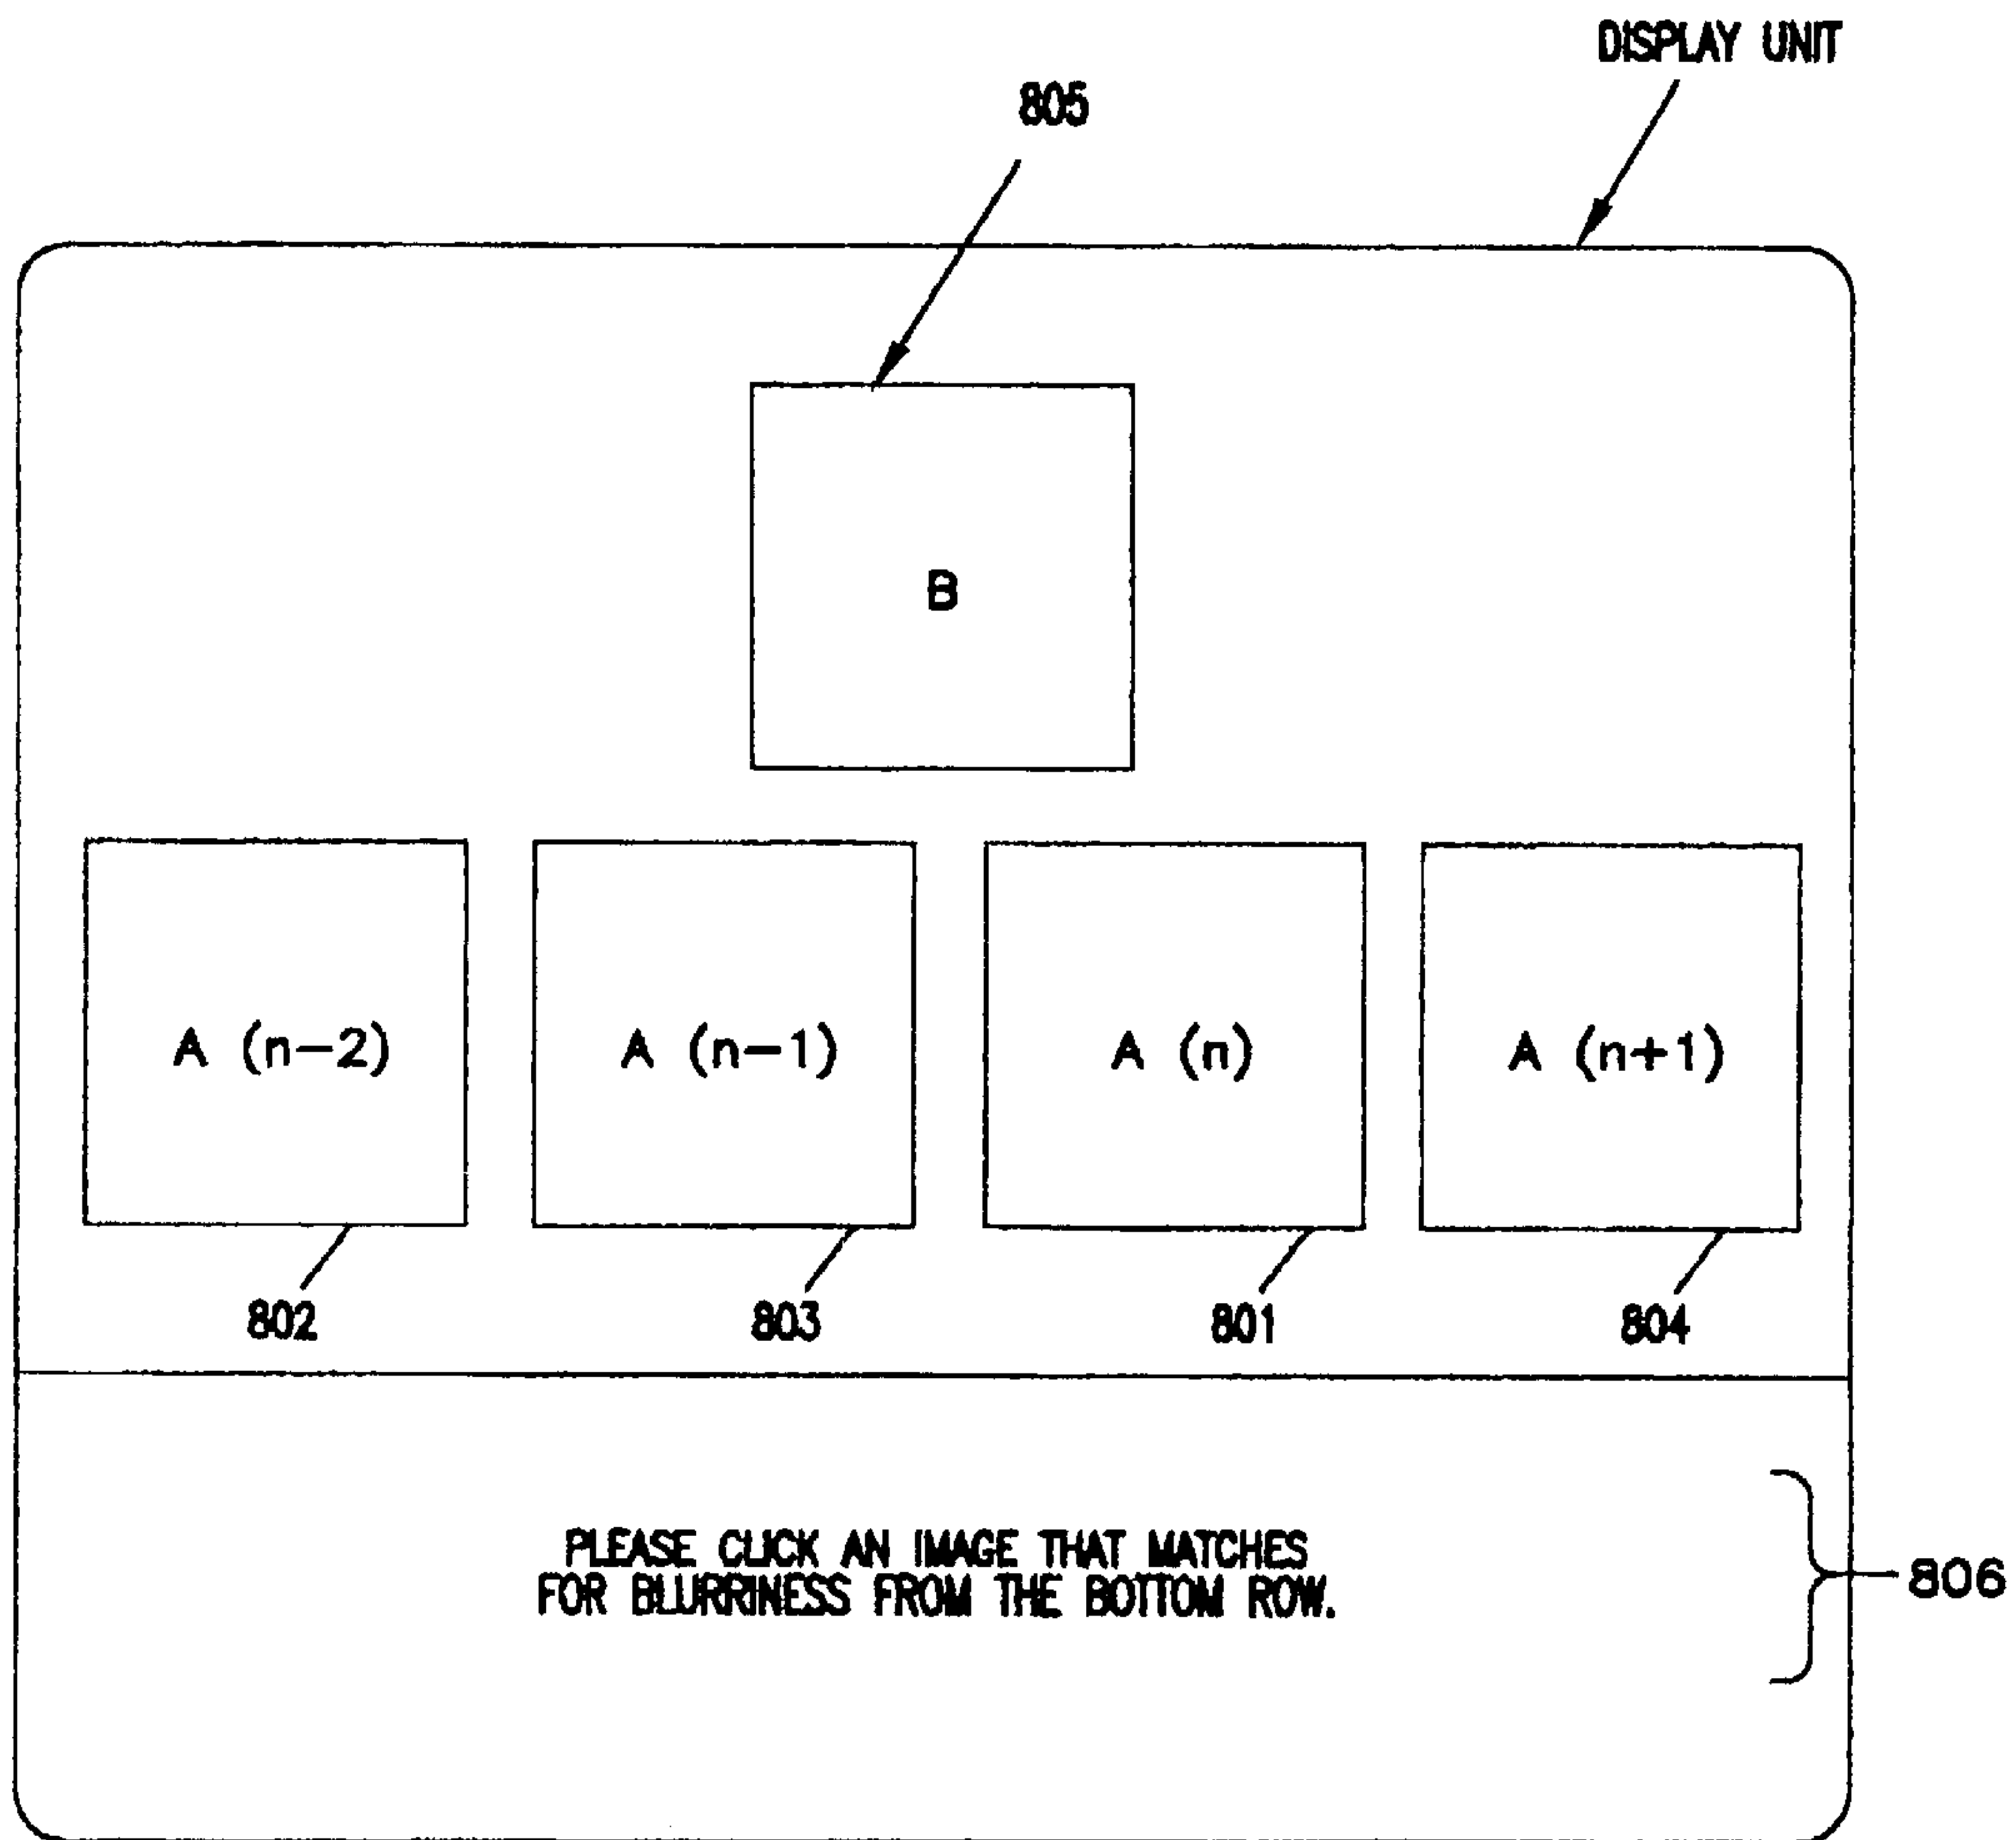 DISPLAY UNIT
805
B
A (n-2)
A (n-1)
A (n)
A (n+1)
802
803
801
804
PLEASE CLICK AN IMAGE THAT MATCHES
FOR BLURRINESS FROM THE BOTTOM ROW.
806